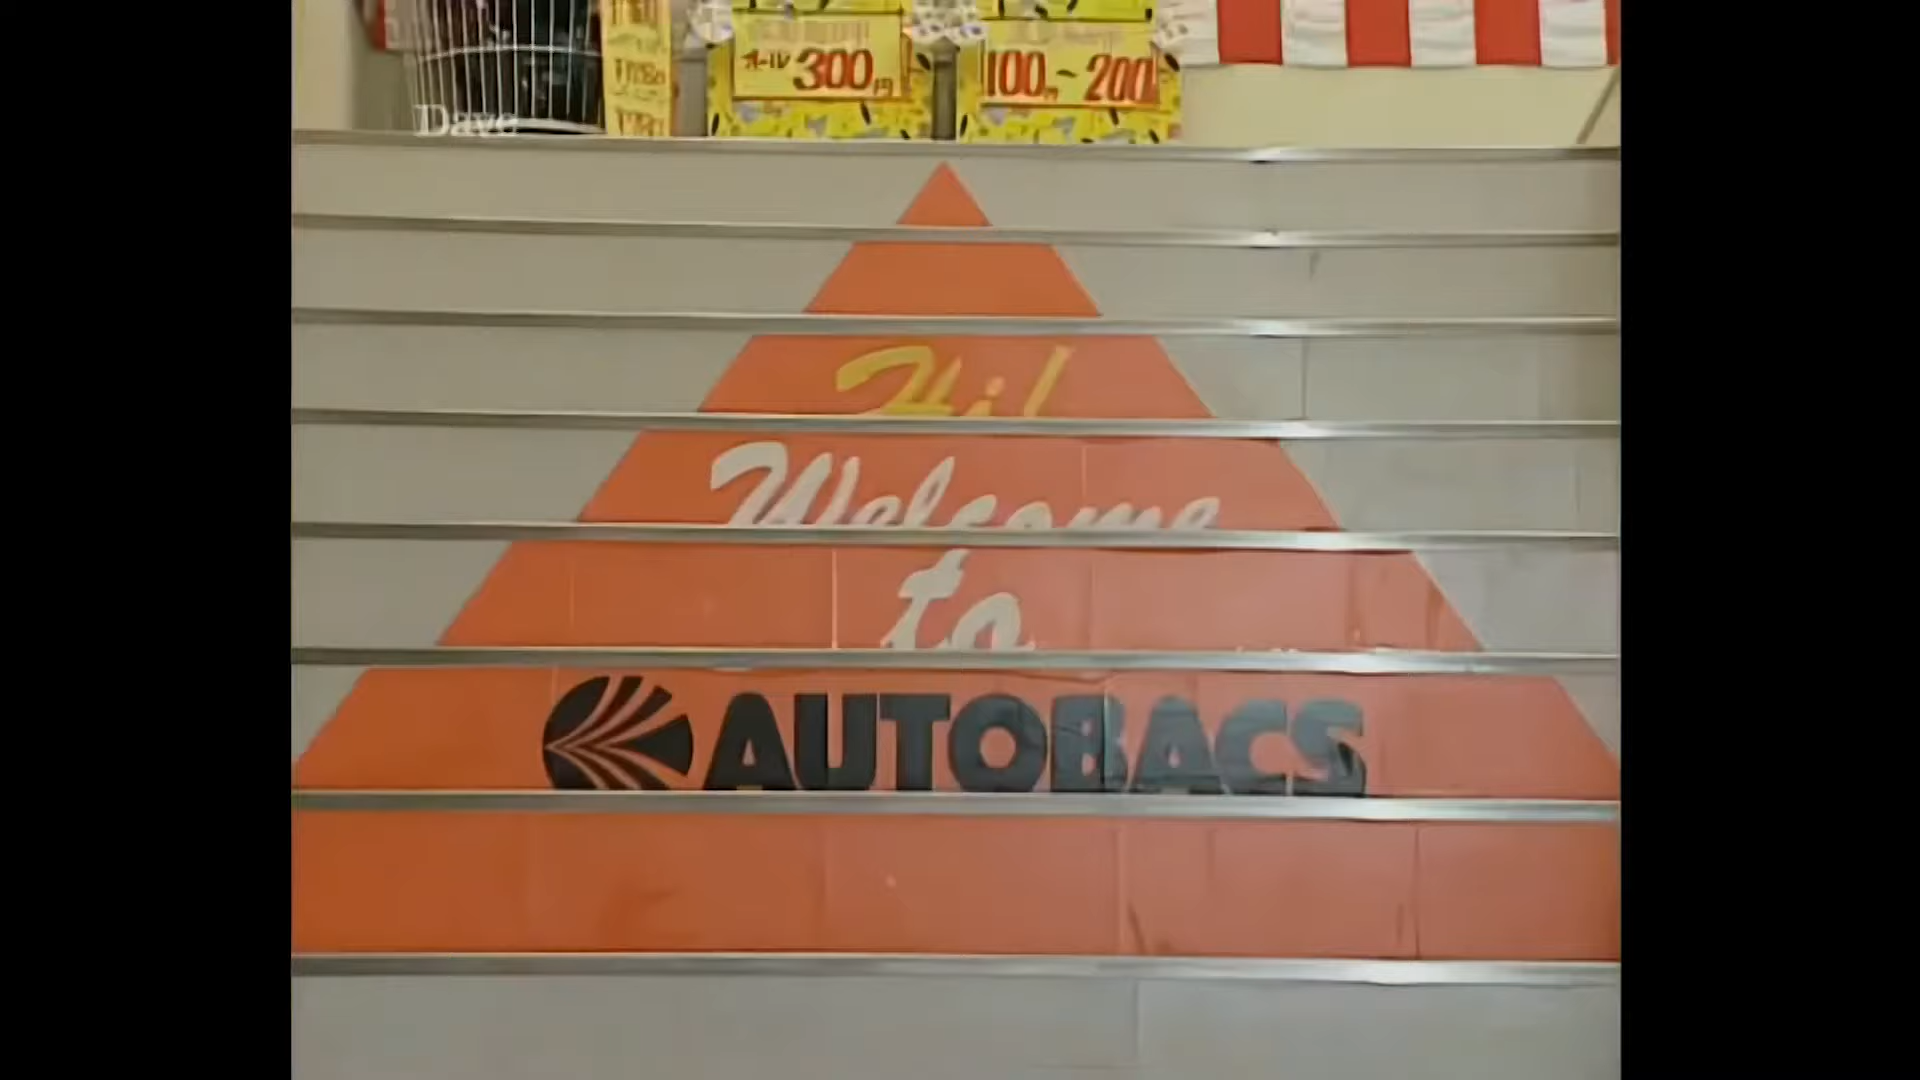 オール300円
100円~200
Dave
Hi!
Welcome
to
AUTOBACS